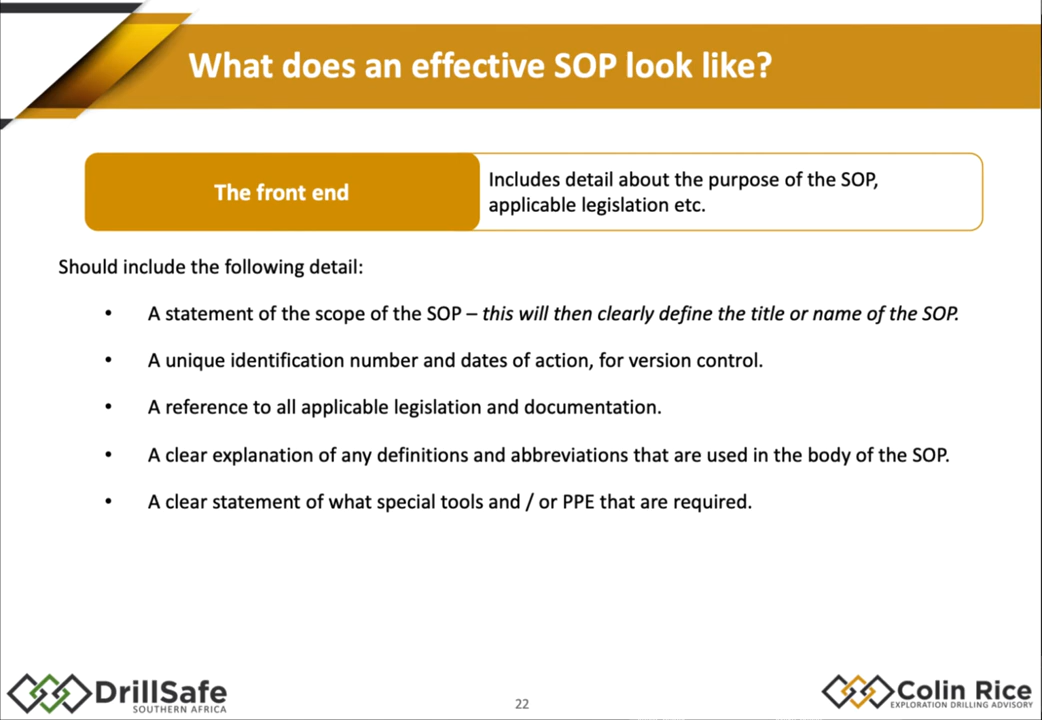 What does an effective SOP look like?
The front end
Includes detail about the purpose of the SOP,
applicable legislation etc.
Should include the following detail:
• A statement of the scope of the SOP – this will then clearly define the title or name of the SOP.
• A unique identification number and dates of action, for version control.
• A reference to all applicable legislation and documentation.
• A clear explanation of any definitions and abbreviations that are used in the body of the SOP.
• A clear statement of what special tools and / or PPE that are required.
DrillSafe
SOUTHERN AFRICA
22
Colin Rice
EXPLORATION DRILLING ADVISORY